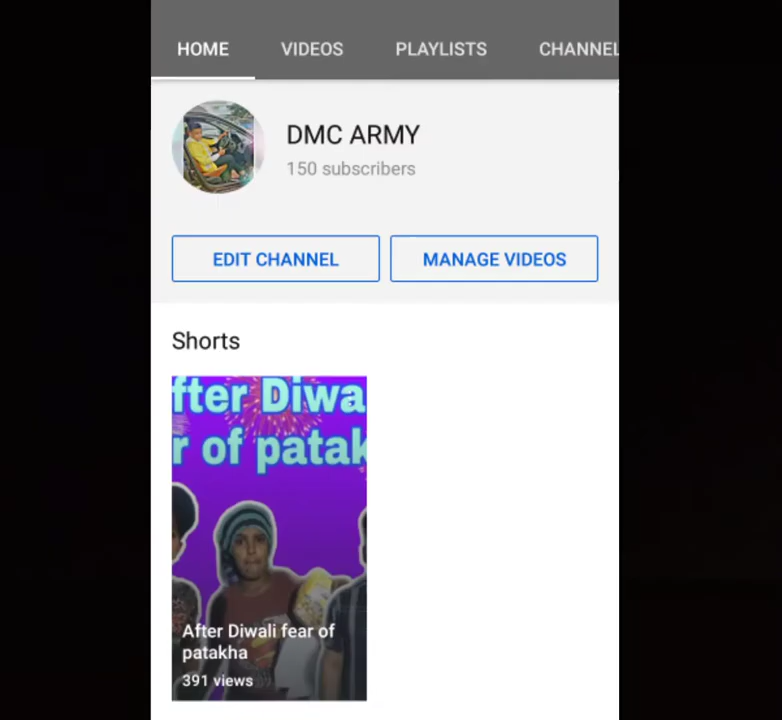 HOME VIDEOS PLAYLISTS CHANNEL
DMC ARMY
150 subscribers
EDIT CHANNEL MANAGE VIDEOS
Shorts
fter Diwa
r of patak
After Diwali fear of
patakha
391 views